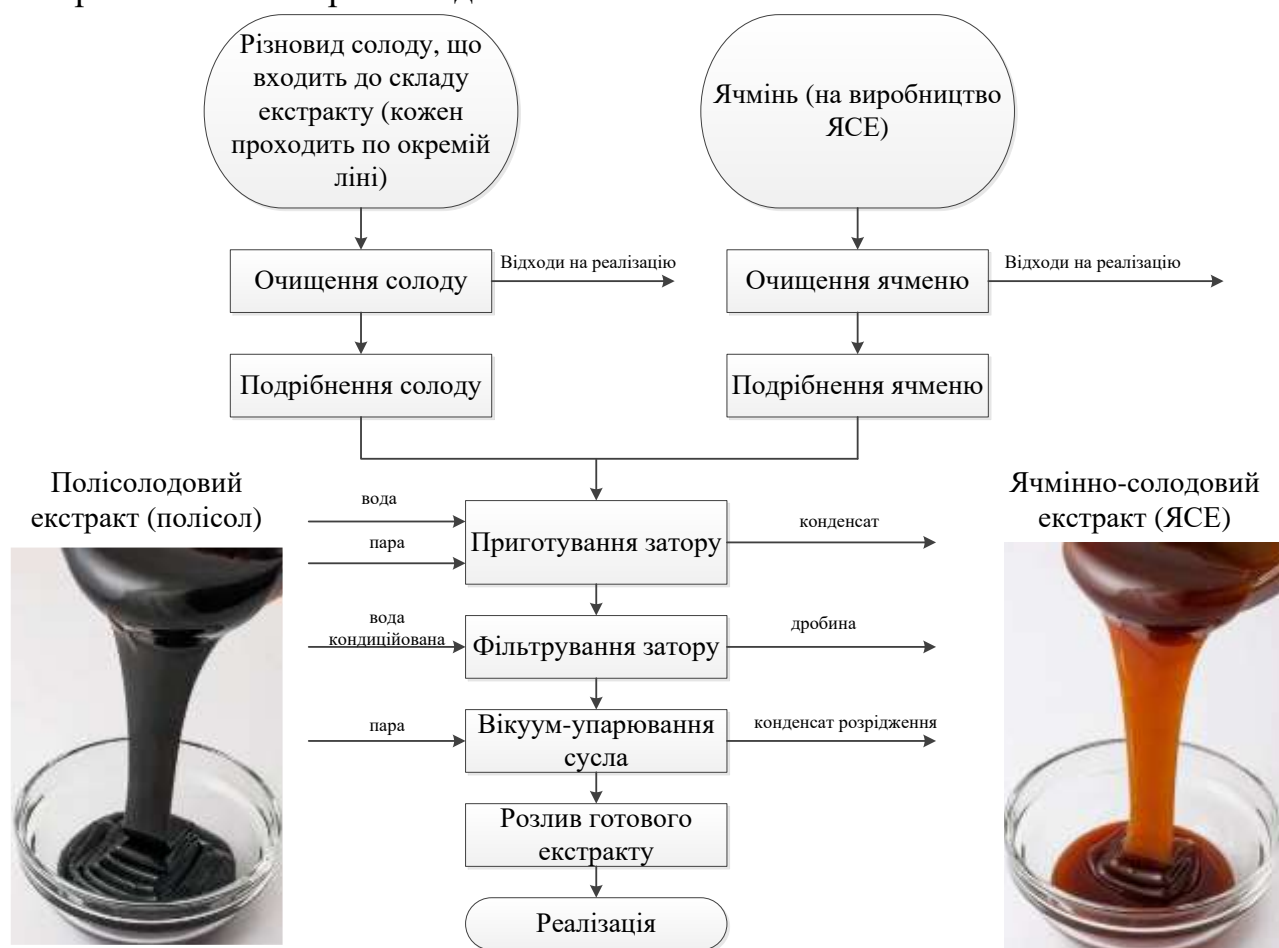 Різновид солоду, що
входить до складу
екстракту (кожен
проходить по окремій
ліні)
Ячмінь (на виробництво
ЯСЕ)
Очищення солоду
Відходи на реалізацію
Очищення ячменю
Відходи на реалізацію
Подрібнення солоду
Подрібнення ячменю
Полісолодовий
екстракт (полісол)
Ячмінно-солодовий
екстракт (ЯСЕ)
вода
пара
Приготування затору
конденсат
вода
кондиційована
Фільтрування затору
дробина
пара
Вікуум-упарювання
сусла
конденсат розрідження
Розлив готового
екстракту
Реалізація